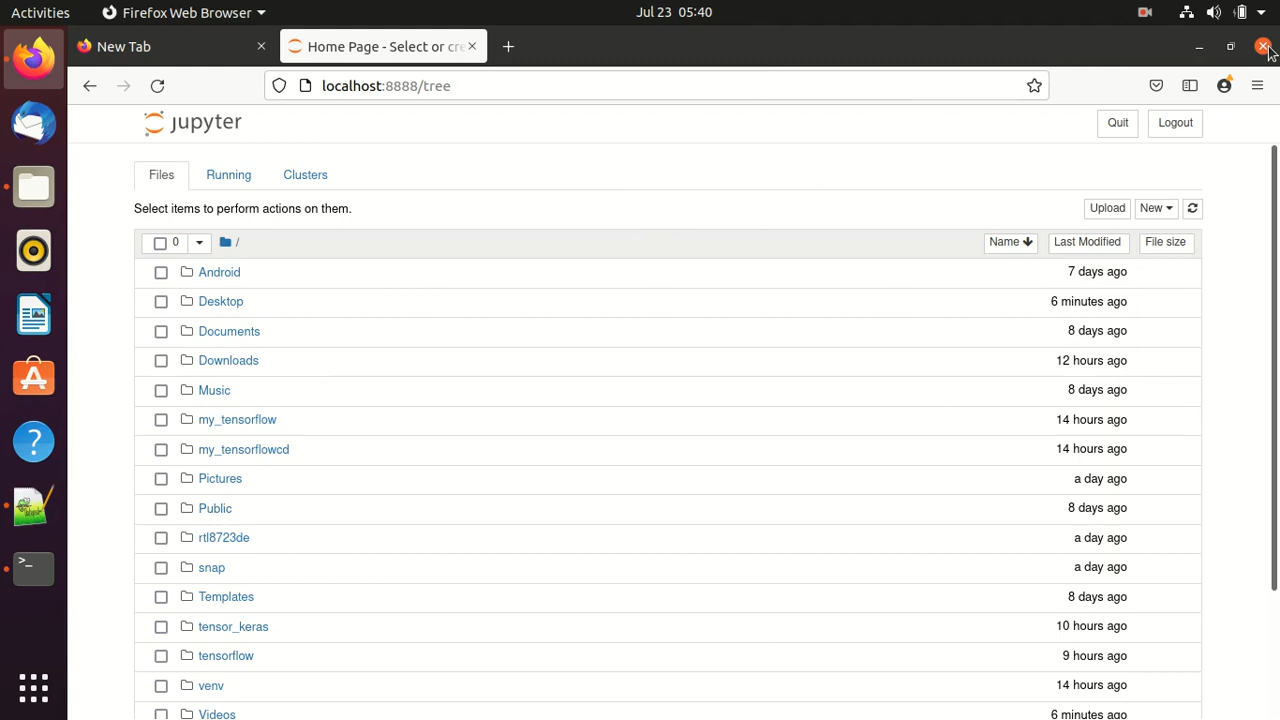 Activities
Firefox Web Browser
Jul 23 05:40
New Tab
Home Page - Select or cre
localhost:8888/tree
jupyter
Quit
Logout
Files
Running
Clusters
Select items to perform actions on them.
Upload
New
0
/
Name
Last Modified
File size
Android
7 days ago
Desktop
6 minutes ago
Documents
8 days ago
Downloads
12 hours ago
Music
8 days ago
my_tensorflow
14 hours ago
my_tensorflowcd
14 hours ago
Pictures
a day ago
Public
8 days ago
rtl8723de
a day ago
snap
a day ago
Templates
8 days ago
tensor_keras
10 hours ago
tensorflow
9 hours ago
venv
14 hours ago
Videos
6 minutes ago